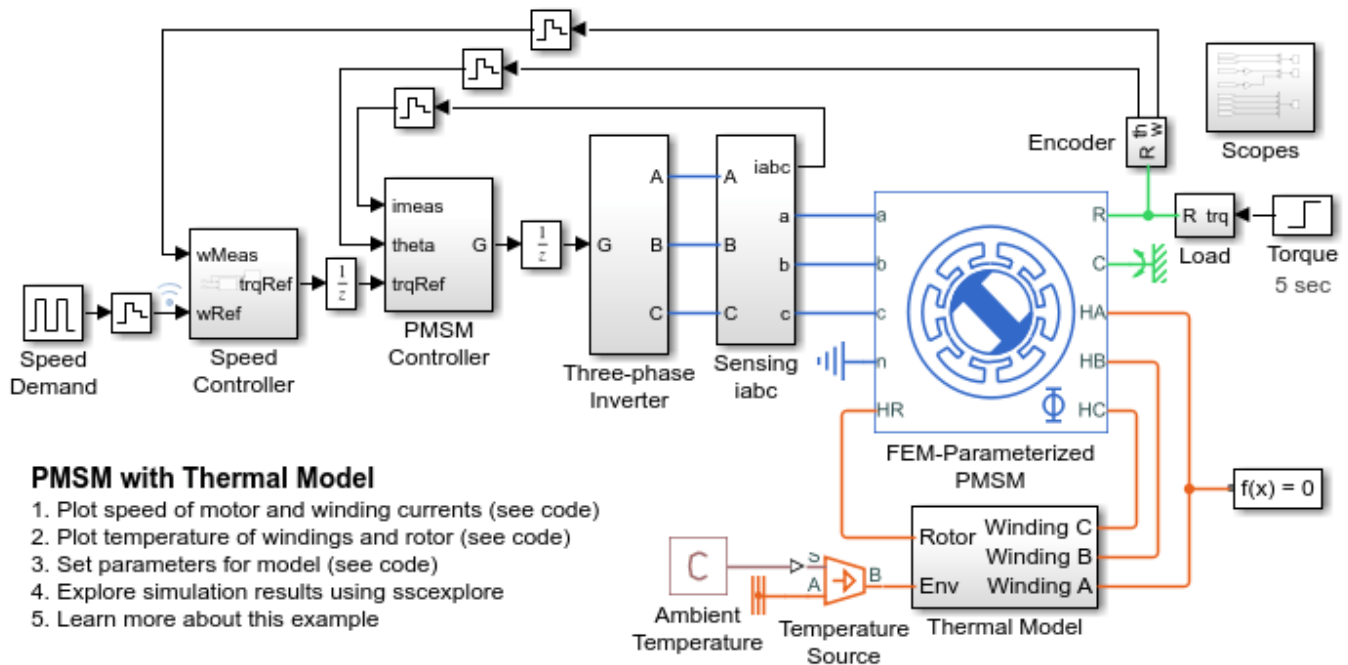 Encoder
R th w
Scopes
wMeas
trqRef
wRef
Speed
Demand
Speed
Controller
1
z
imeas
theta
trqRef
G
PMSM
Controller
1
z
G
A
B
C
Three-phase
Inverter
A
B
C
iabc
a
b
c
Sensing
iabc
a
b
c
n
HR
R
C
HA
HB
HC
Φ
FEM-Parameterized
PMSM
R trq
Load
Torque
5 sec
f(x) = 0
PMSM with Thermal Model
1. Plot speed of motor and winding currents (see code)
2. Plot temperature of windings and rotor (see code)
3. Set parameters for model (see code)
4. Explore simulation results using sscexplore
5. Learn more about this example
C
Ambient
Temperature
S
A
B
Temperature
Source
Rotor
Env
Winding C
Winding B
Winding A
Thermal Model